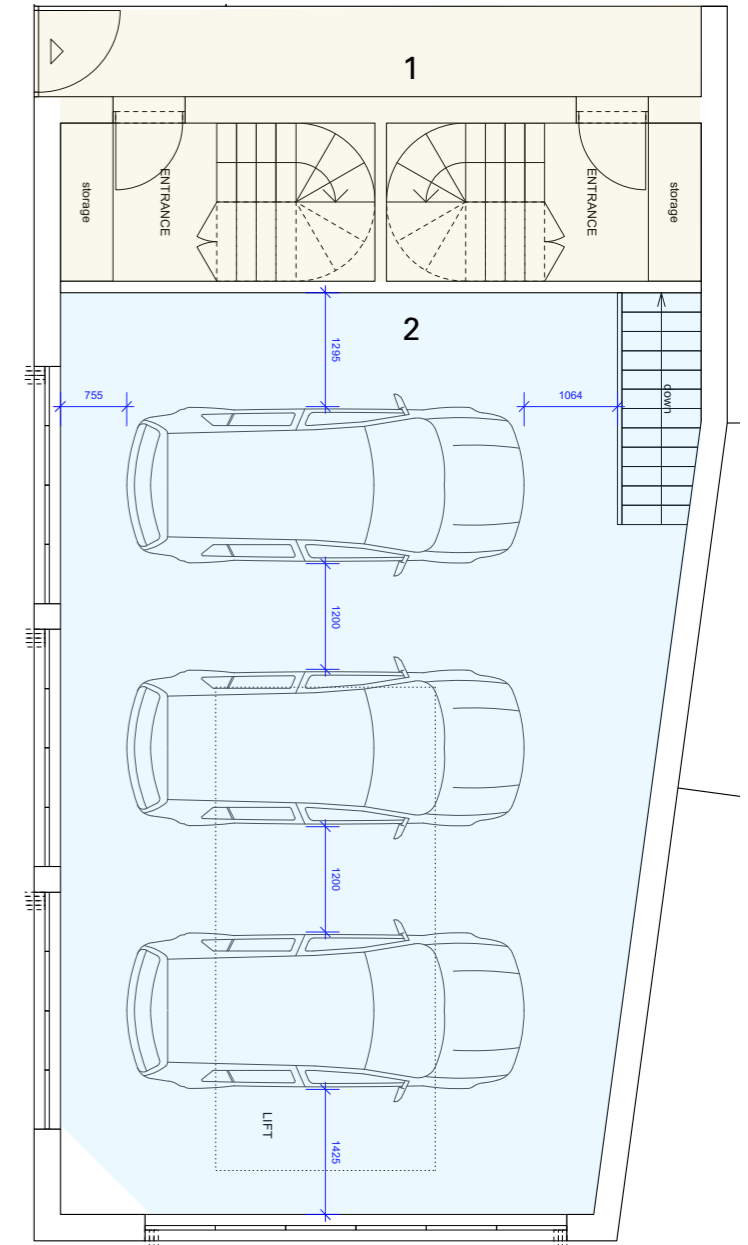 1
ENTRANCE
ENTRANCE
storage
storage
2
1295
755
1064
down
1200
1200
LIFT
1425